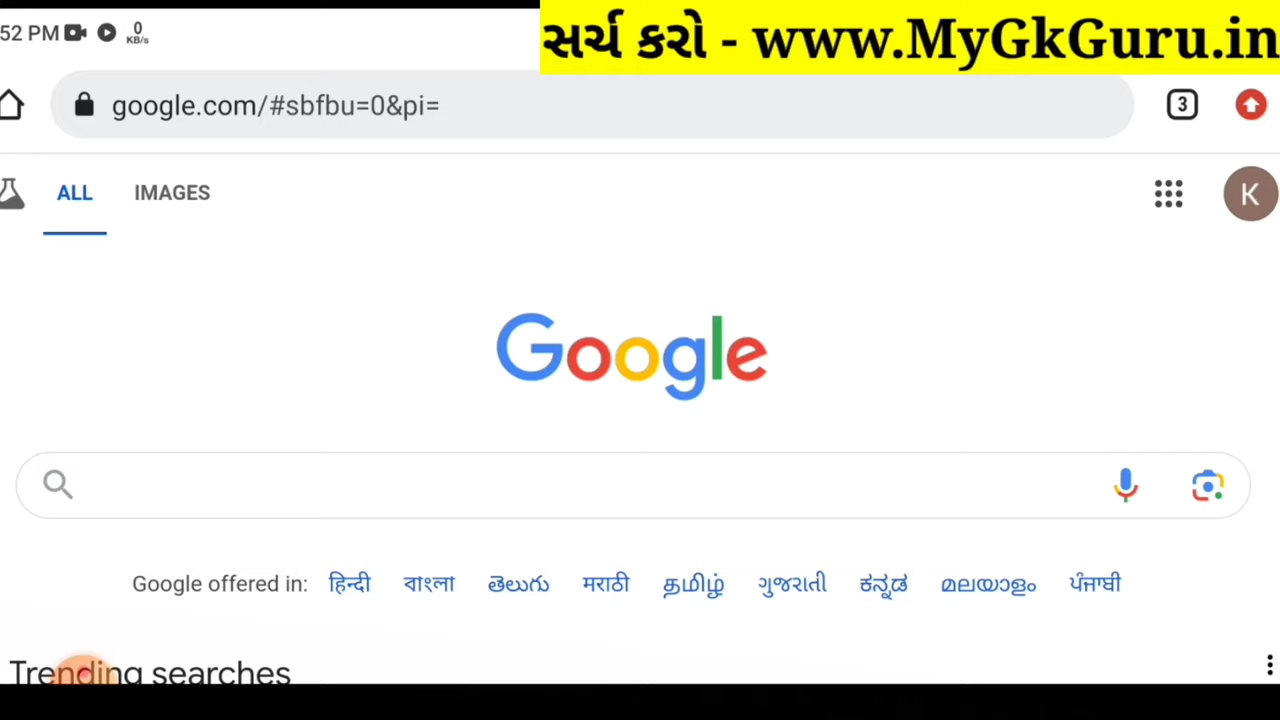 52 PM 0 KB/s
સર્ચ કરો - www.MyGkGuru.in
google.com/#sbfbu=0&pi=
3
ALL IMAGES
K
Google
Google offered in: हिन्दी বাংলা తెలుగు मराठी தமிழ் ગુજરાતી ಕನ್ನಡ മലയാളം ਪੰਜਾਬੀ
Trending searches